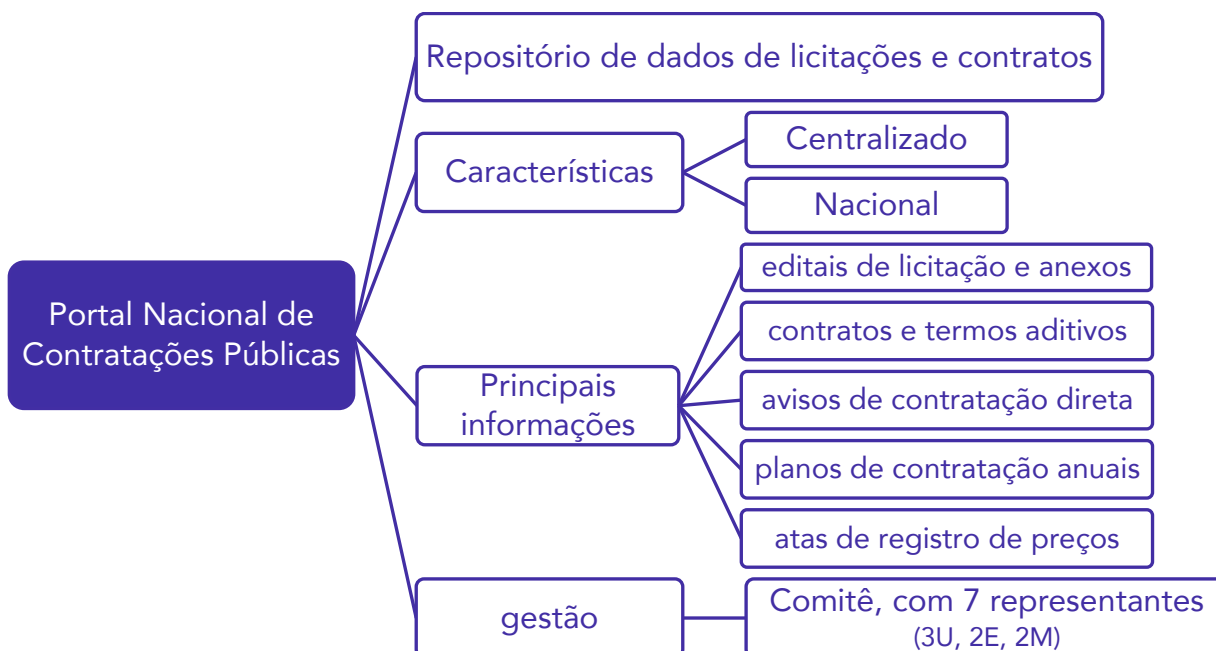 Portal Nacional de
Contratações Públicas
Repositório de dados de licitações e contratos
Características
Centralizado
Nacional
Principais
informações
editais de licitação e anexos
contratos e termos aditivos
avisos de contratação direta
planos de contratação anuais
atas de registro de preços
gestão
Comitê, com 7 representantes
(3U, 2E, 2M)